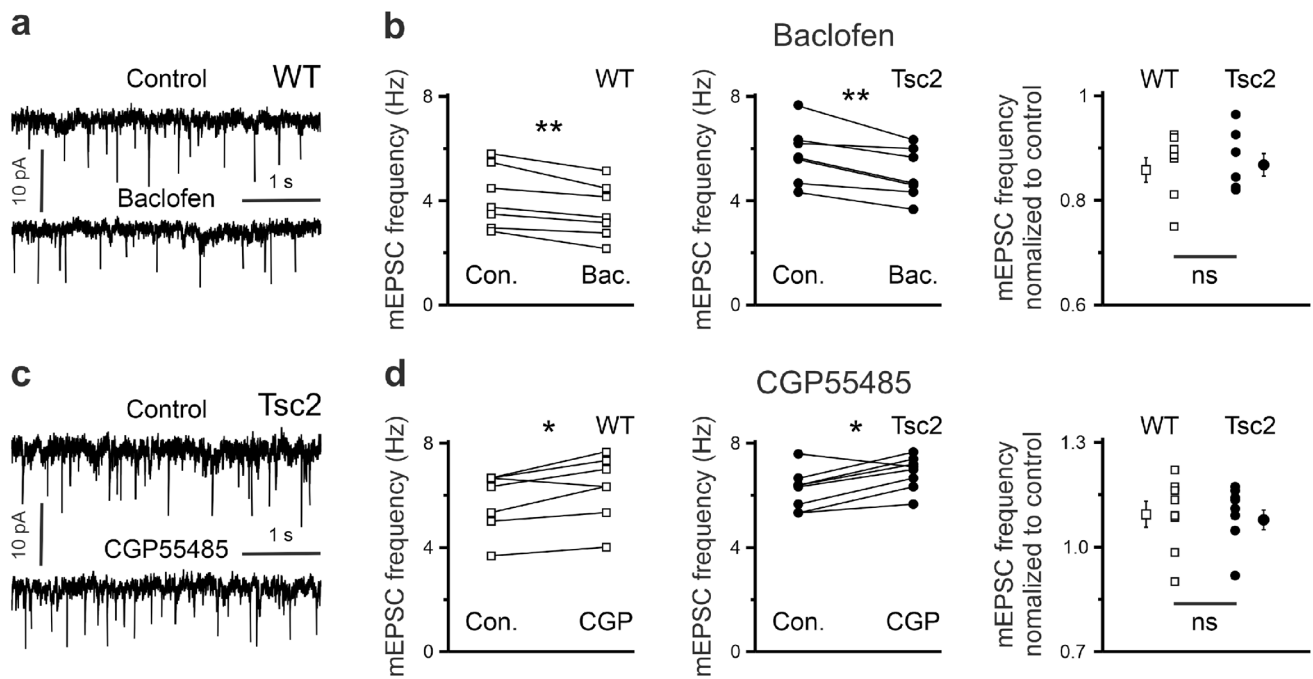 a
Control
WT
10 pA
1 s
Baclofen
b
Baclofen
mEPSC frequency (Hz)
8
4
0
WT
**
Con.
Bac.
mEPSC frequency (Hz)
8
4
0
Tsc2
**
Con.
Bac.
mEPSC frequency
nomalized to control
1
0.8
0.6
WT
Tsc2
ns
c
Control
Tsc2
10 pA
1 s
CGP55485
d
CGP55485
mEPSC frequency (Hz)
8
4
0
WT
*
Con.
CGP
mEPSC frequency (Hz)
8
4
0
Tsc2
*
Con.
CGP
mEPSC frequency
nomalized to control
1.3
1.0
0.7
WT
Tsc2
ns